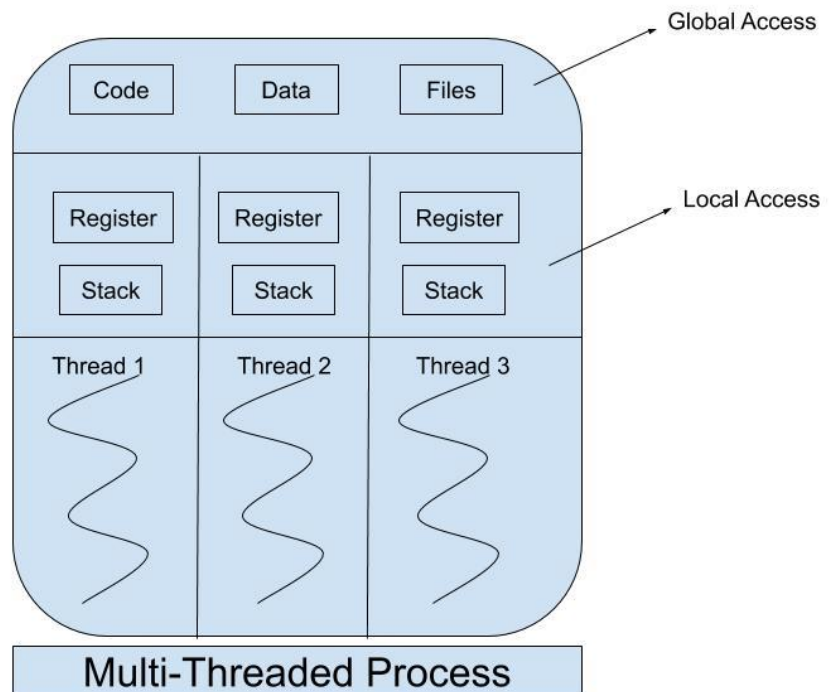 Global Access
Code Data Files
Local Access
Register Register Register
Stack Stack Stack
Thread 1 Thread 2 Thread 3
Multi-Threaded Process